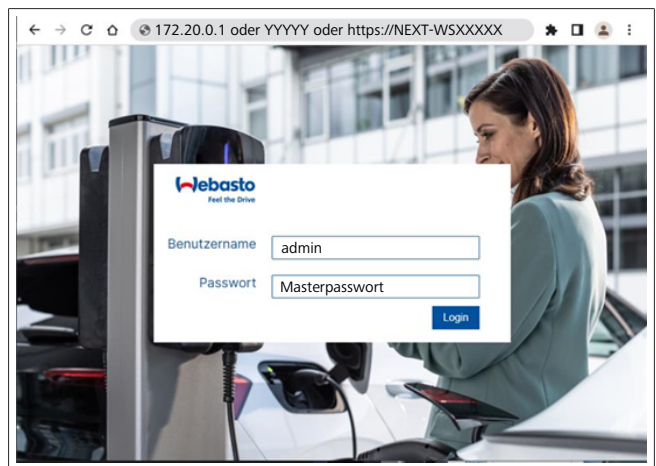 172.20.0.1 oder YYYYY oder https://NEXT-WSXXXXX
Webasto
Feel the Drive
Benutzername
admin
Passwort
Masterpasswort
Login